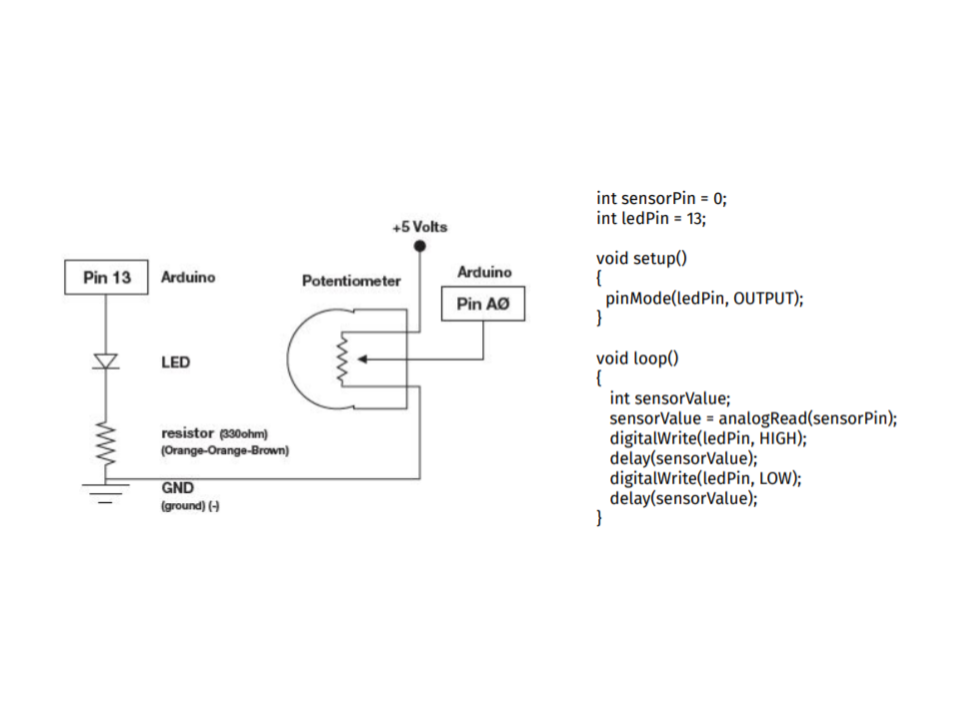 +5 Volts
Pin 13
Arduino
Potentiometer
Arduino
Pin AØ
LED
resistor (330ohm)
(Orange-Orange-Brown)
GND
(ground) (-)
int sensorPin = 0;
int ledPin = 13;
void setup()
{
pinMode(ledPin, OUTPUT);
}
void loop()
{
int sensorValue;
sensorValue = analogRead(sensorPin);
digitalWrite(ledPin, HIGH);
delay(sensorValue);
digitalWrite(ledPin, LOW);
delay(sensorValue);
}